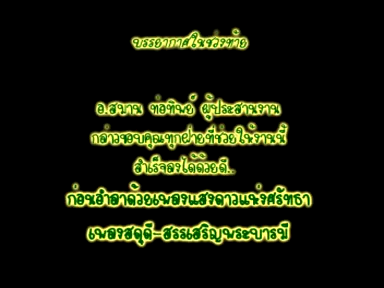 บรรยากาศในช่วงท้าย
อ.สมาน ท่อทิพย์ ผู้ประสานงาน
กล่าวขอบคุณทุกฝ่ายที่ช่วยให้งานนี้
สำเร็จลงได้ด้วยดี..
ก่อนอำลาด้วยเพลงแสงดาวแห่งศรัทธา
เพลงสดุดี-สรรเสริญพระบารมี